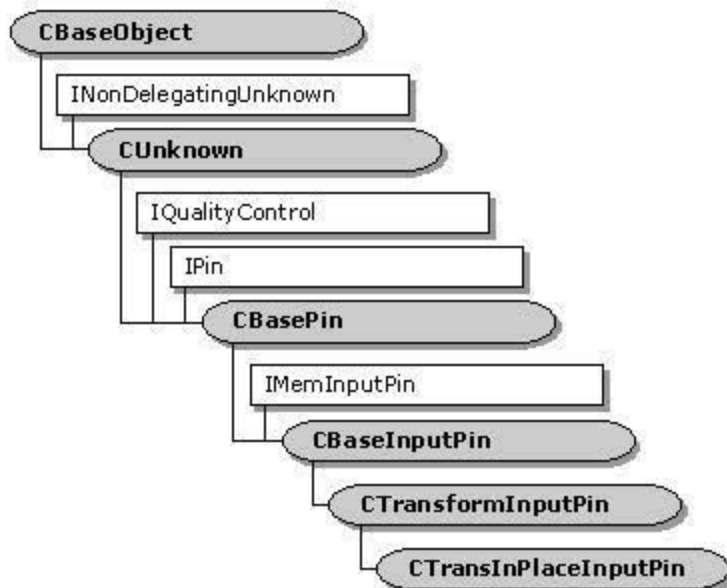 CBaseObject
INonDelegatingUnknown
CUnknown
IQualityControl
IPin
CBasePin
IMemInputPin
CBaseInputPin
CTransformInputPin
CTransInPlaceInputPin